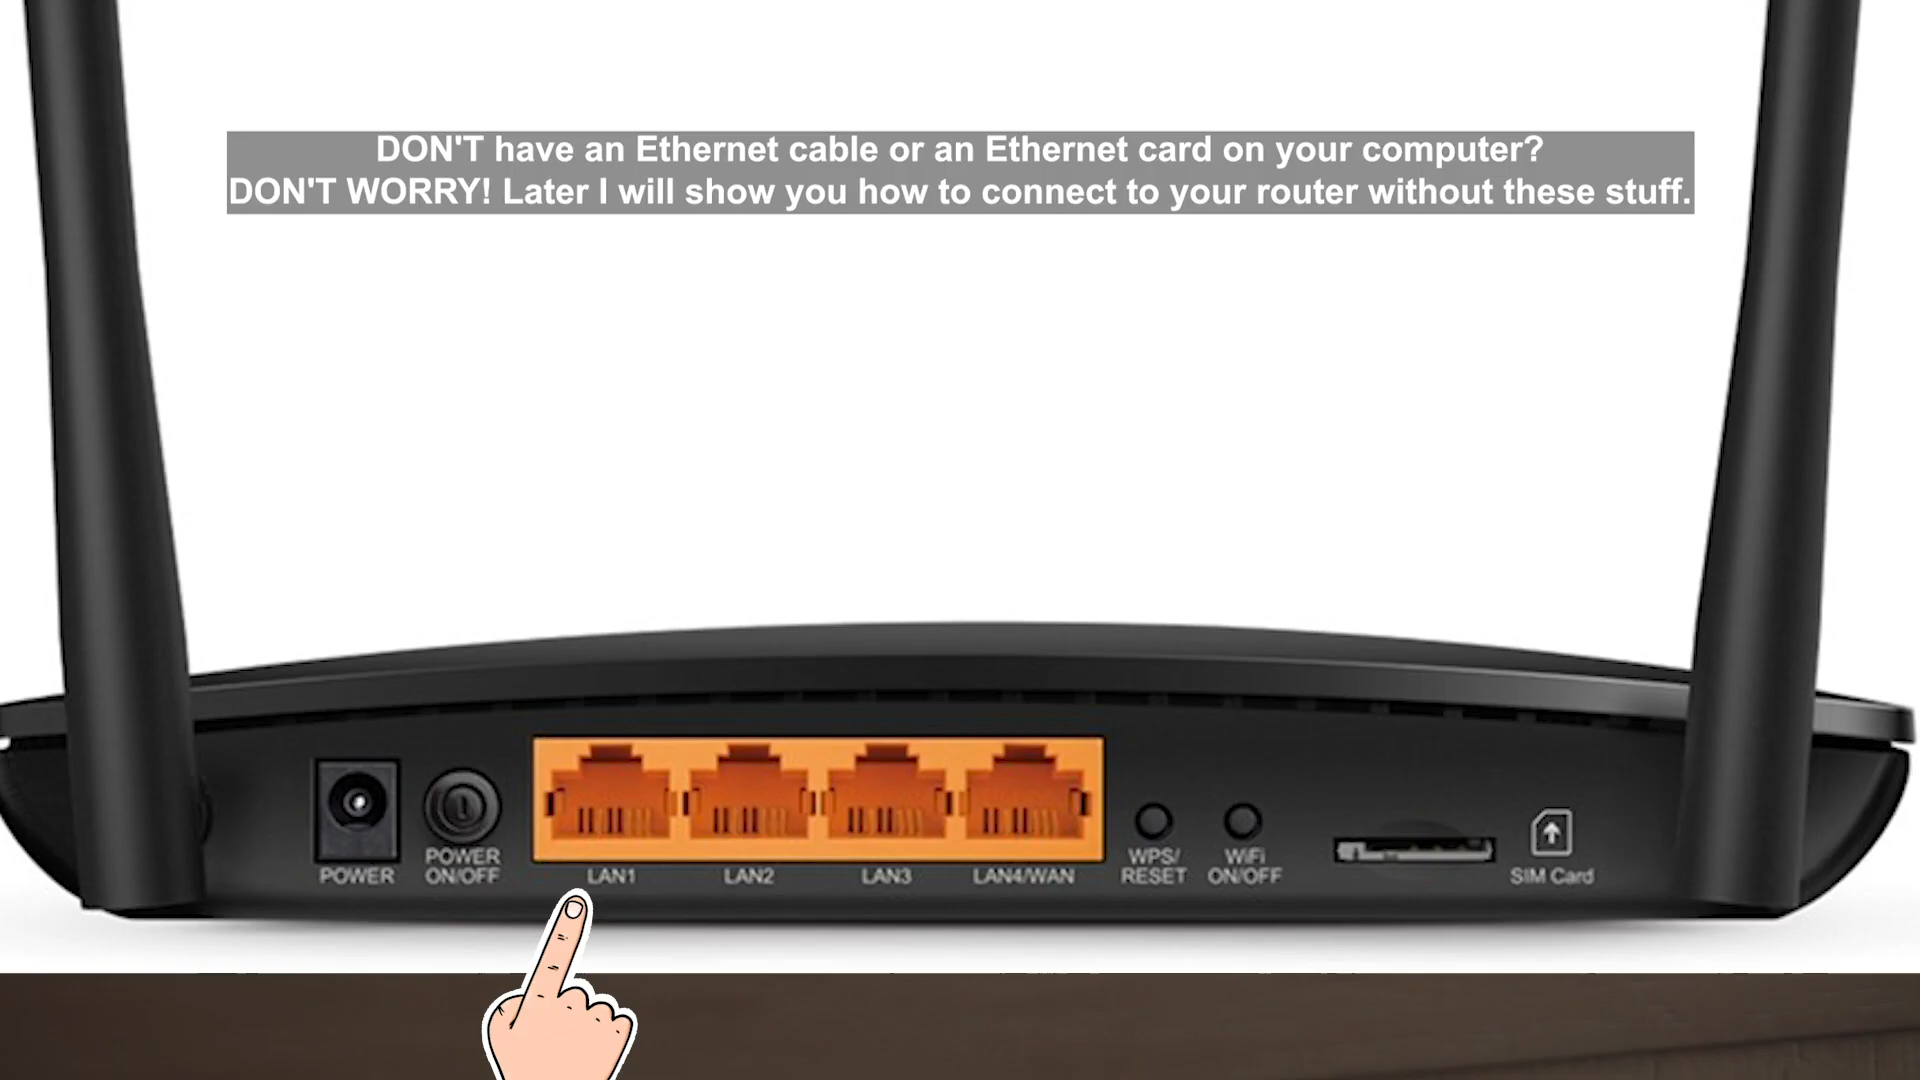 DON'T have an Ethernet cable or an Ethernet card on your computer?
DON'T WORRY! Later I will show you how to connect to your router without these stuff.
POWER
POWER
ON/OFF
LAN1
LAN2
LAN3
LAN4/WAN
WPS/
RESET
WiFi
ON/OFF
SIM Card